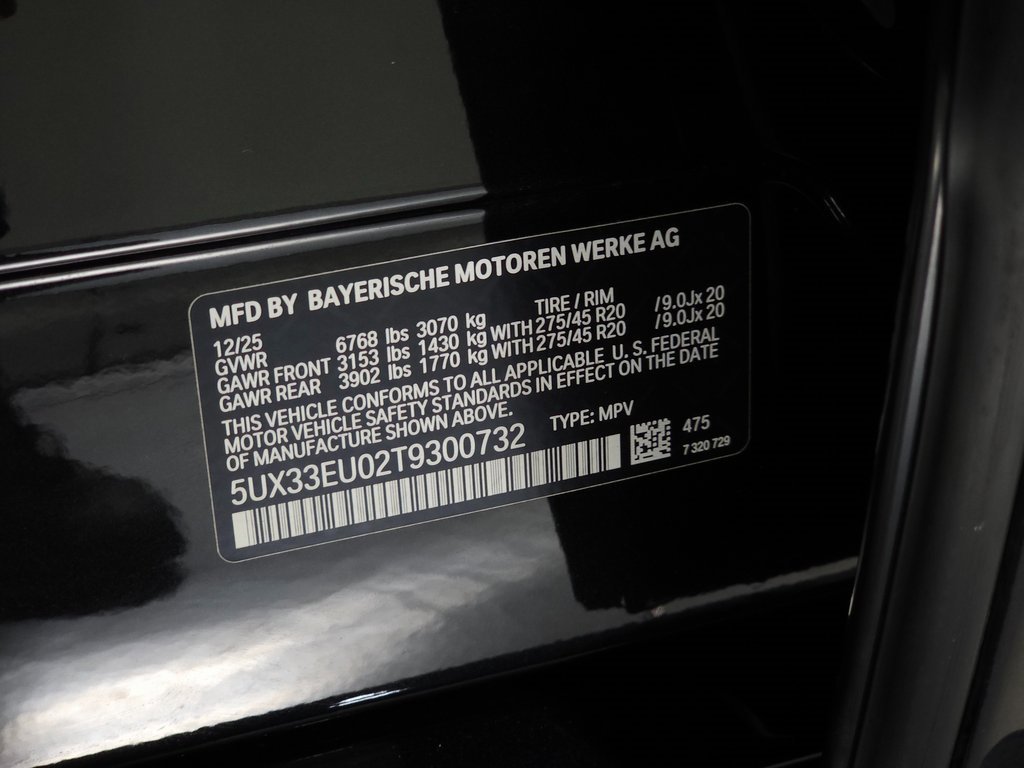 MFD BY BAYERISCHE MOTOREN WERKE AG
12/25 TIRE / RIM
GVWR 6768 lbs 3070 kg
GAWR FRONT 3153 lbs 1430 kg WITH 275/45 R20 /9.0Jx 20
GAWR REAR 3902 lbs 1770 kg WITH 275/45 R20 /9.0Jx 20
THIS VEHICLE CONFORMS TO ALL APPLICABLE U. S. FEDERAL
MOTOR VEHICLE SAFETY STANDARDS IN EFFECT ON THE DATE
OF MANUFACTURE SHOWN ABOVE.
TYPE: MPV
5UX33EU02T9300732
475
7 320 729